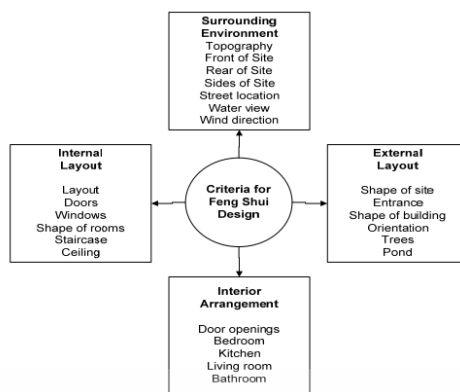 Surrounding
Environment
Topography
Front of Site
Rear of Site
Sides of Site
Street location
Water view
Wind direction
Internal
Layout
Layout
Doors
Windows
Shape of rooms
Staircase
Ceiling
Criteria for
Feng Shui
Design
External
Layout
Shape of site
Entrance
Shape of building
Orientation
Trees
Pond
Interior
Arrangement
Door openings
Bedroom
Kitchen
Living room
Bathroom